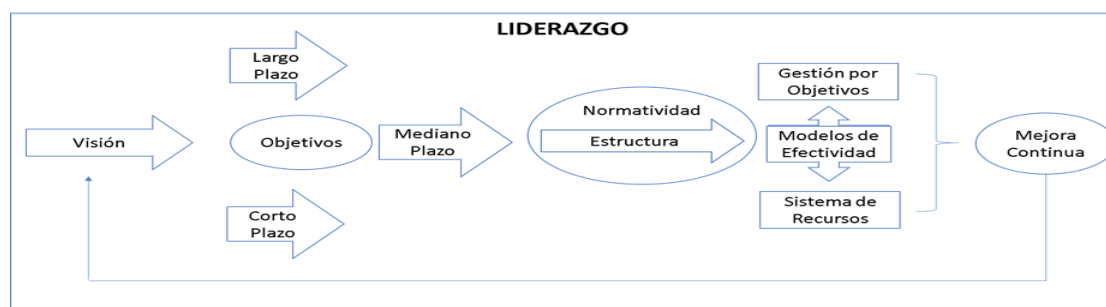 LIDERAZGO
Largo
Plazo
Visión
Objetivos
Mediano
Plazo
Corto
Plazo
Normatividad
Estructura
Gestión por
Objetivos
Modelos de
Efectividad
Sistema de
Recursos
Mejora
Continua